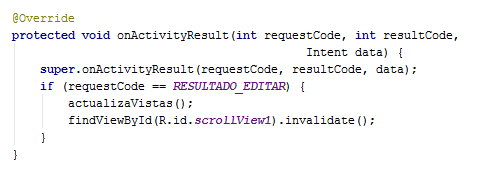 @Override
protected void onActivityResult(int requestCode, int resultCode,
Intent data) {
super.onActivityResult(requestCode, resultCode, data);
if (requestCode == RESULTADO_EDITAR) {
actualizaVistas();
findViewById(R.id.scrollView1).invalidate();
}
}